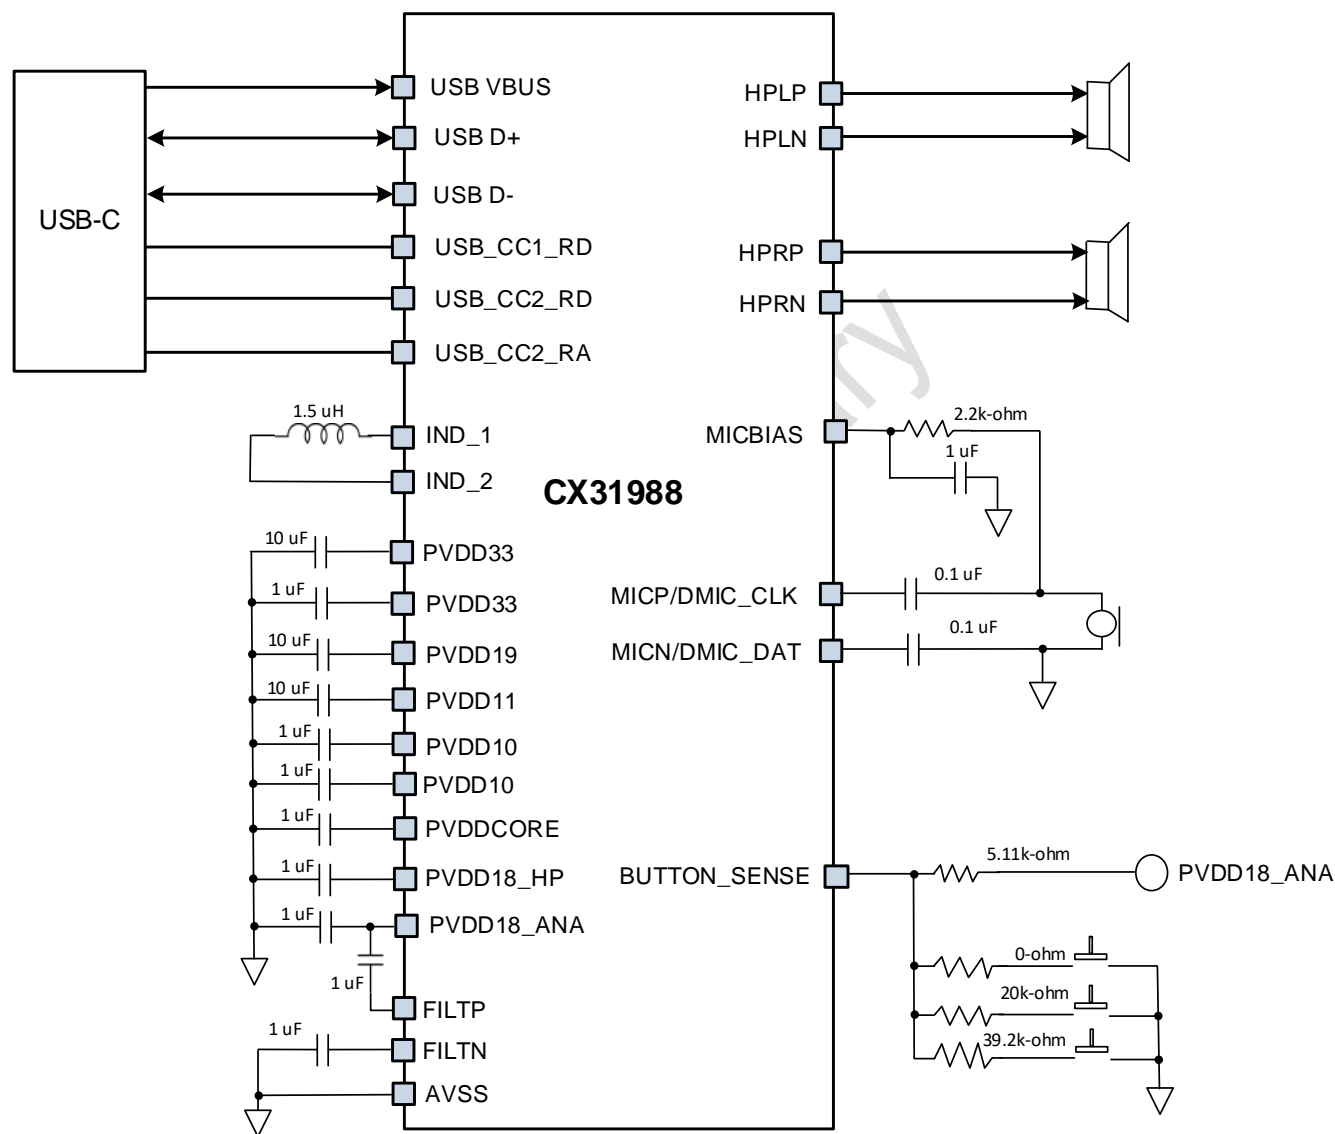 USB-C
USB VBUS
USB D+
USB D-
USB_CC1_RD
USB_CC2_RD
USB_CC2_RA
1.5 uH
IND_1
IND_2
10 uF
PVDD33
1 uF
PVDD33
10 uF
PVDD19
10 uF
PVDD11
1 uF
PVDD10
1 uF
PVDD10
1 uF
PVDDCORE
1 uF
PVDD18_HP
1 uF
PVDD18_ANA
1 uF
FILTP
1 uF
FILTN
AVSS
CX31988
HPLP
HPLN
HPRP
HPRN
MICBIAS
2.2k-ohm
1 uF
MICP/DMIC_CLK
0.1 uF
MICN/DMIC_DAT
0.1 uF
BUTTON_SENSE
5.11k-ohm
PVDD18_ANA
0-ohm
20k-ohm
39.2k-ohm